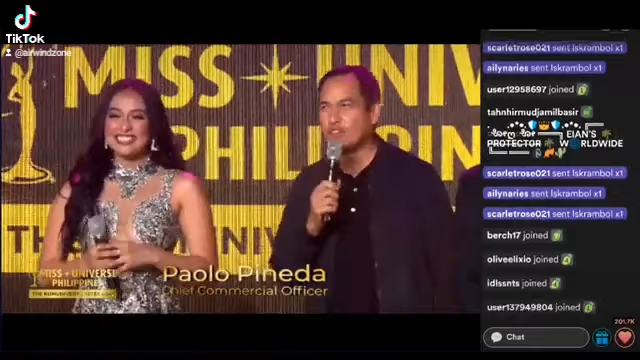 TikTok
@airwindzone
MISS + UNIVERSE
PHILIPPINES
Paolo Pineda
Chief Commercial Officer
MISS + UNIV
PHILIPPIN
scarletrose021 sent Iskrambol x1
ailynaries sent Iskrambol x1
user12958697 joined
tahnhirmudjamilbasir
EIAN'S
PROTECTOR W RLDWIDE
scarletrose021 sent Iskrambol x1
ailynaries sent Iskrambol x1
scarletrose021 sent Iskrambol x1
berch17 joined
oliveelixio joined
idlssnts joined
user137949804 joined
201.7K
Chat